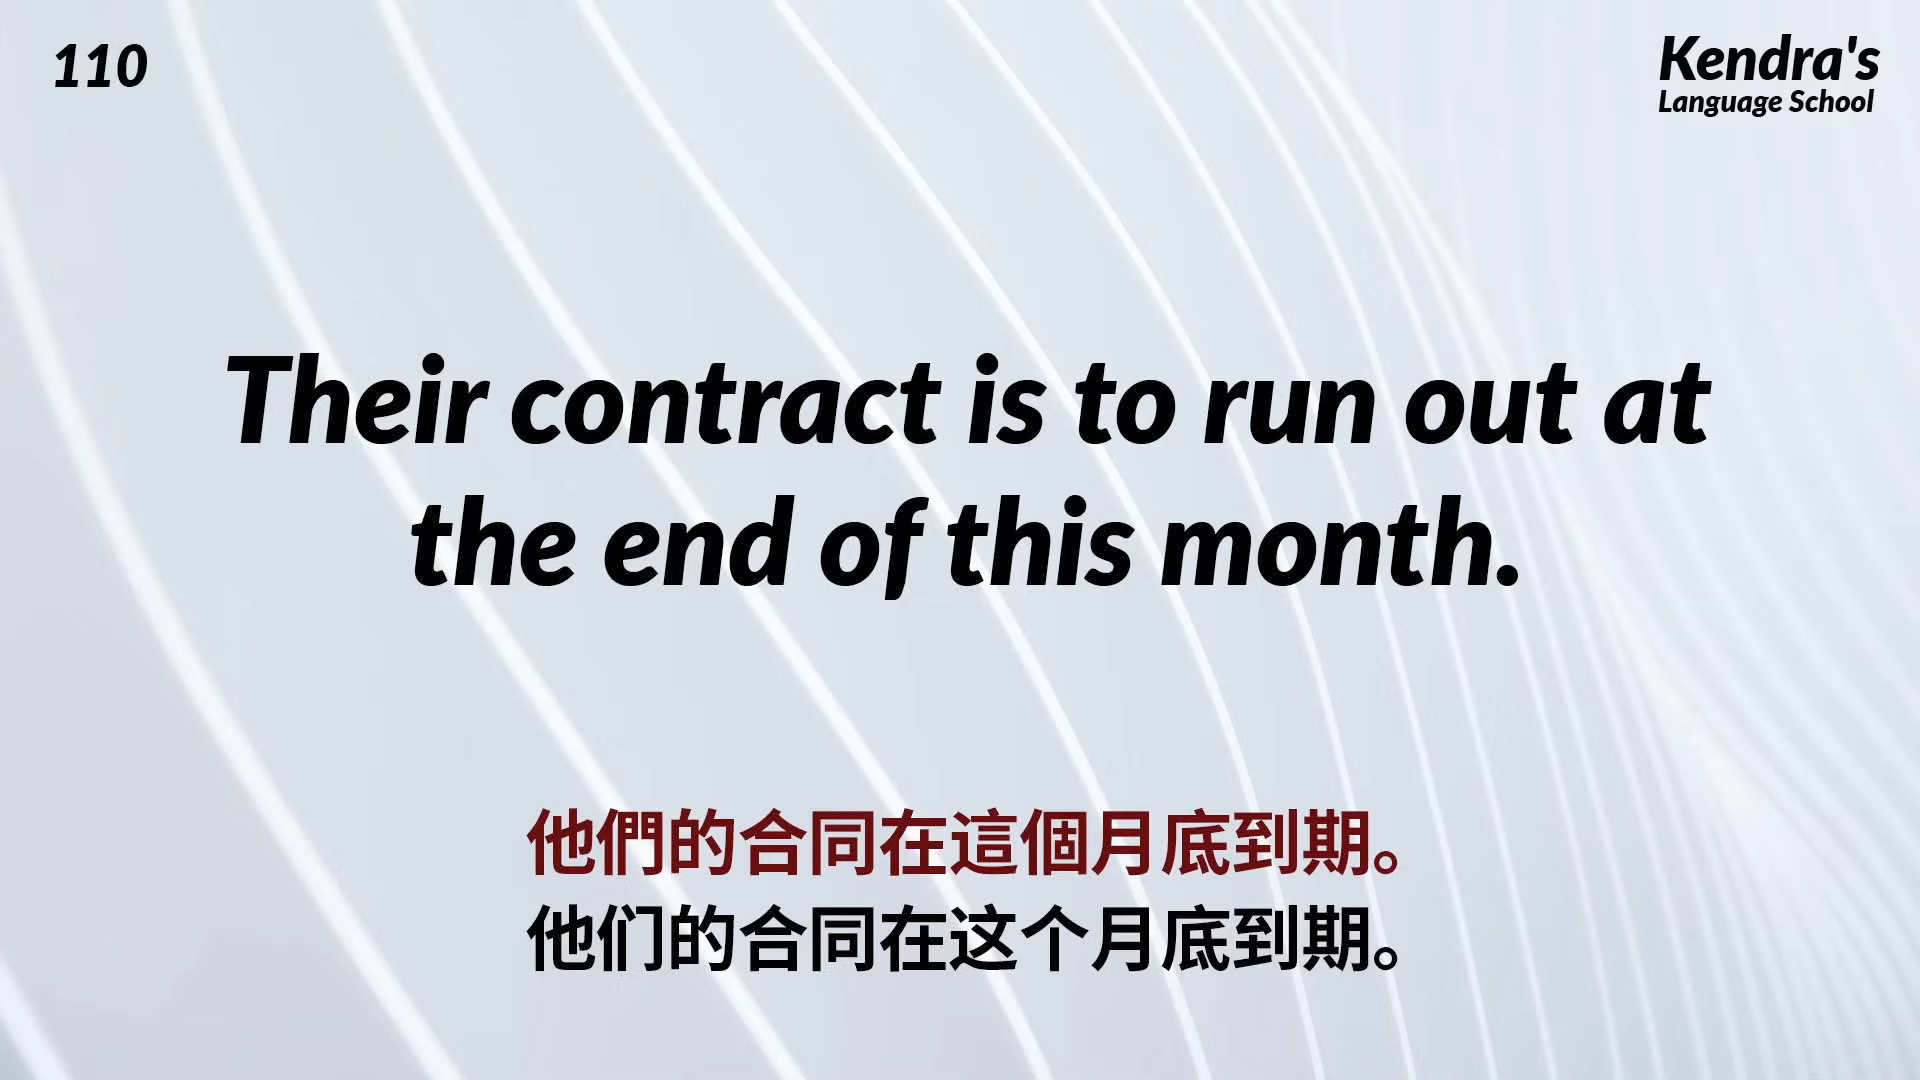 110
Kendra's
Language School
Their contract is to run out at
the end of this month.
他們的合同在這個月底到期。
他们的合同在这个月底到期。